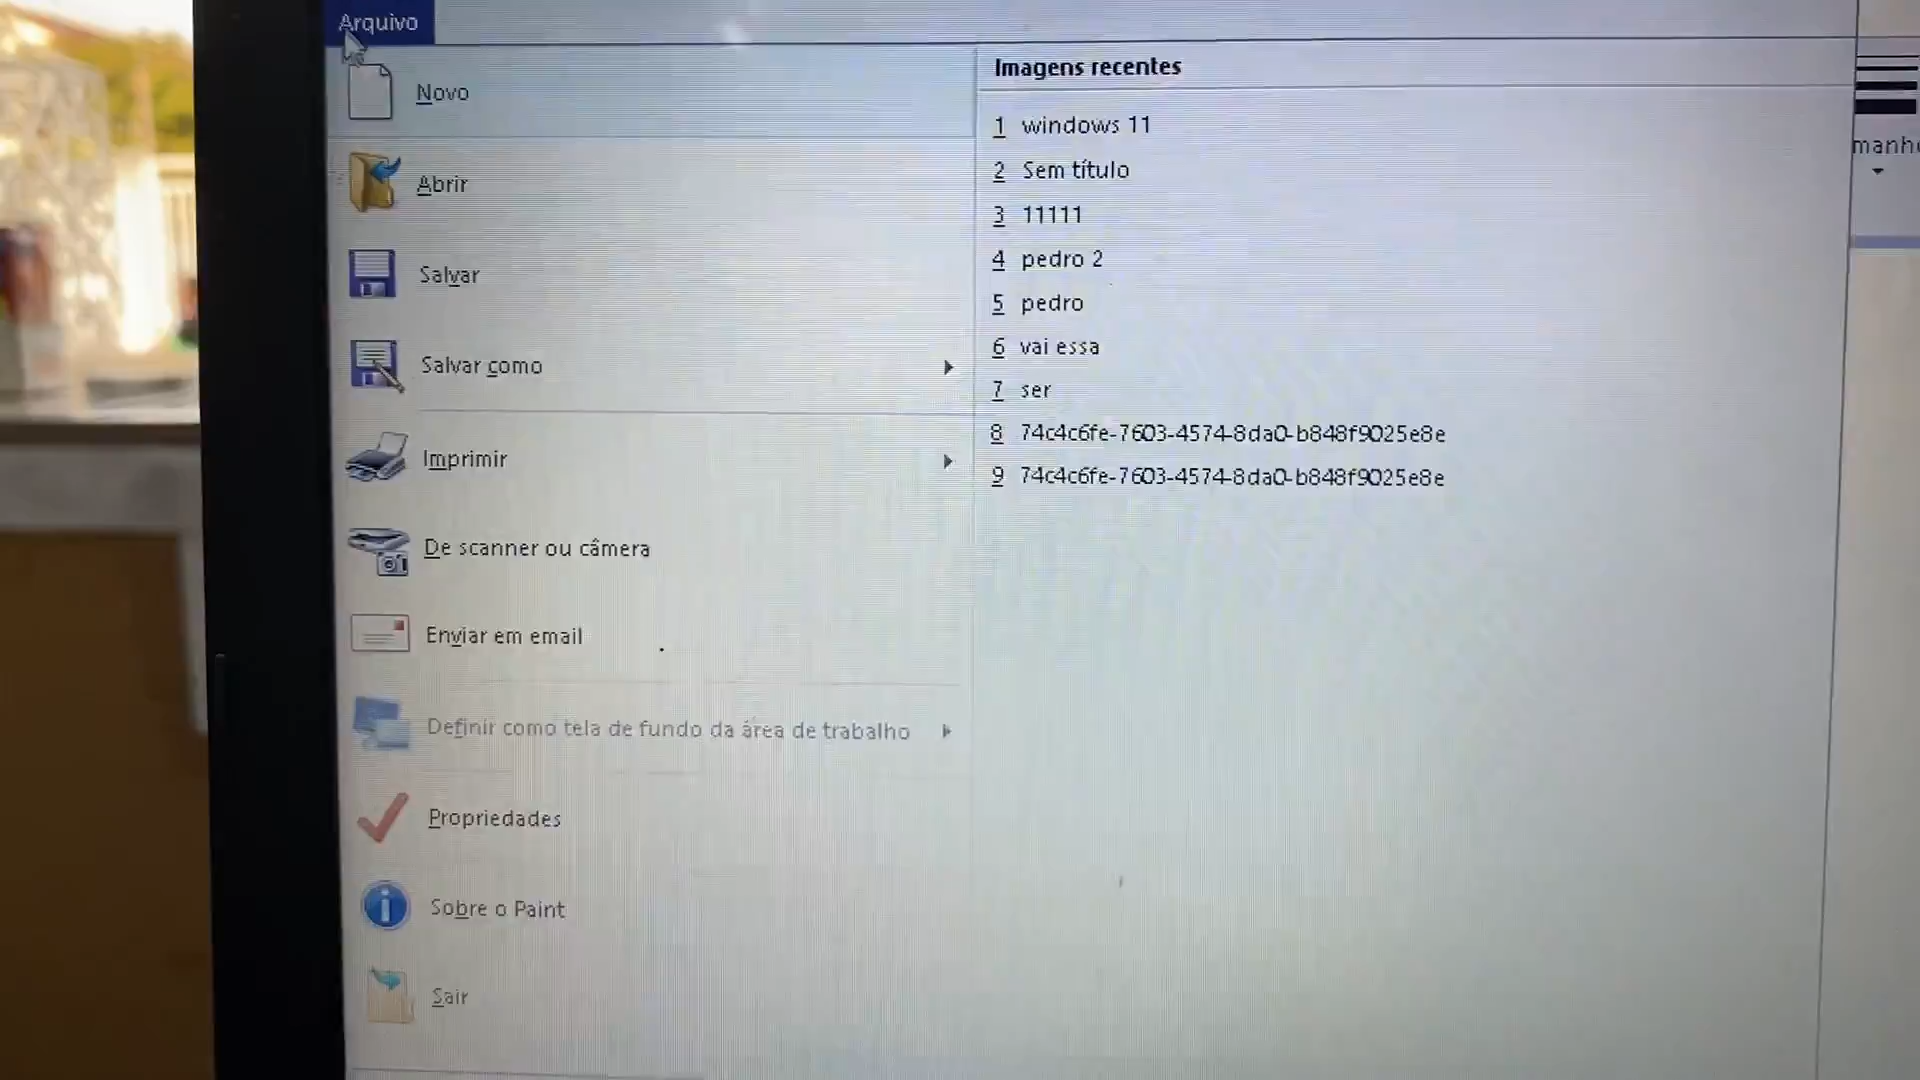 Arquivo
Novo
Abrir
Salvar
Salvar como
Imprimir
De scanner ou câmera
Enviar em email
Definir como tela de fundo da área de trabalho
Propriedades
Sobre o Paint
Sair
Imagens recentes
1 windows 11
2 Sem título
3 11111
4 pedro 2
5 pedro
6 vai essa
7 ser
8 74c4c6fe-7603-4574-8da0-b848f9025e8e
9 74c4c6fe-7603-4574-8da0-b848f9025e8e